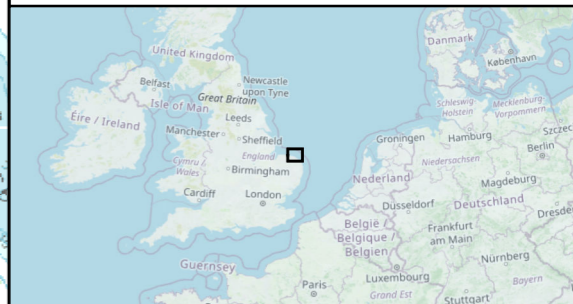 Danmark
København
United Kingdom
Belfast
Newcastle
upon Tyne
Great Britain
Isle of Man
Leeds
Éire / Ireland
Manchester
Sheffield
England
Cymru /
Wales
Birmingham
Cardiff
London
Guernsey
Schleswig
Holstein
Mecklenburg
Vorpommern
Groningen
Hamburg
Szczec
Berlin
Niedersachsen
Nederland
Magdeburg
Dusseldorf
Deutschland
Dresde
België /
Belgique /
Belgien
Frankfurt
am Main
Nürnberg
Luxembourg
Paris
Grand Est
Bayern
Stuttgart